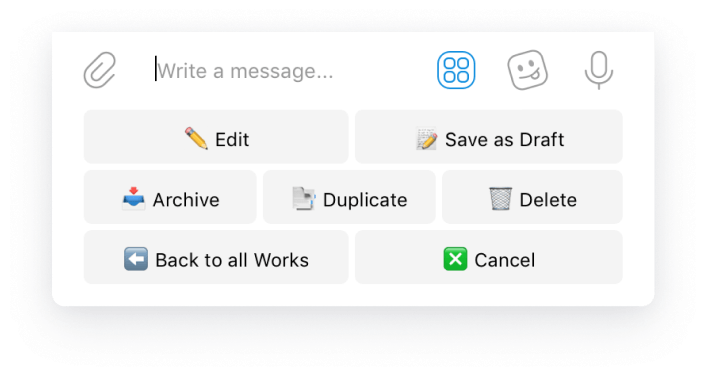 Write a message...
Edit
Save as Draft
Archive
Duplicate
Delete
Back to all Works
Cancel